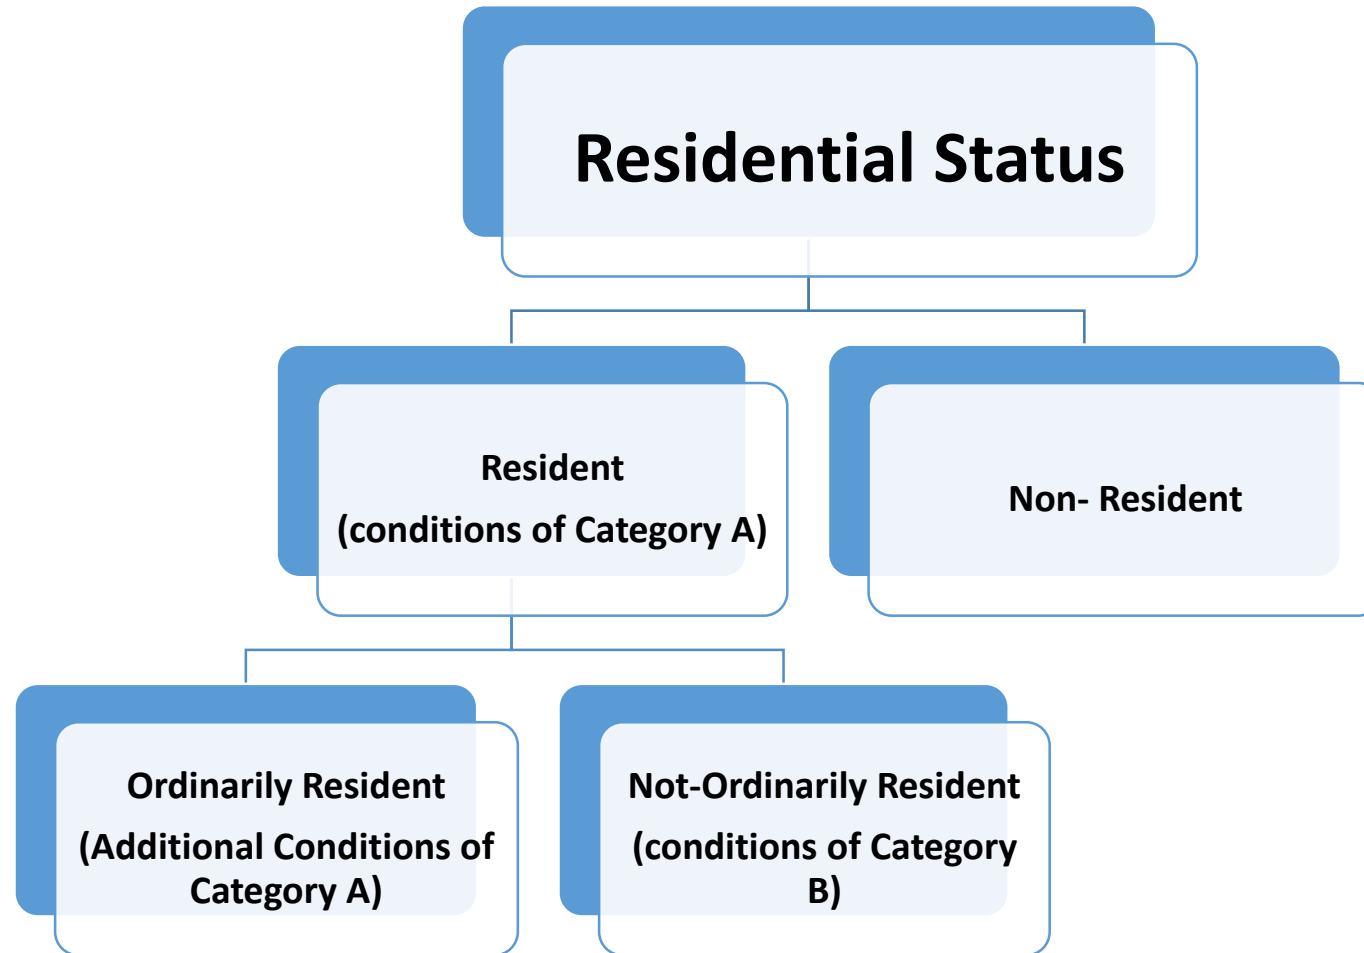 Residential Status
Resident
(conditions of Category A)
Non- Resident
Ordinarily Resident
(Additional Conditions of
Category A)
Not-Ordinarily Resident
(conditions of Category
B)